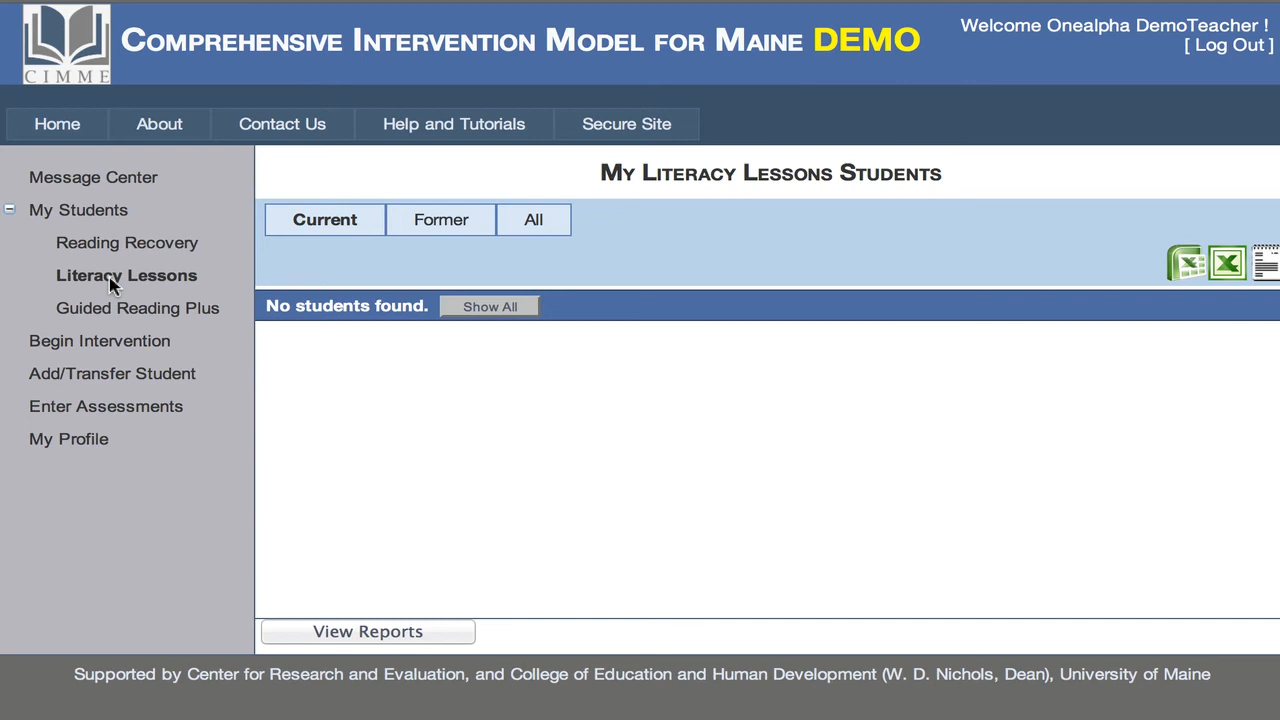 CIMME
Comprehensive Intervention Model for Maine DEMO
Welcome Onealpha DemoTeacher !
[ Log Out ]
Home
About
Contact Us
Help and Tutorials
Secure Site
Message Center
My Students
Reading Recovery
Literacy Lessons
Guided Reading Plus
Begin Intervention
Add/Transfer Student
Enter Assessments
My Profile
My Literacy Lessons Students
Current
Former
All
No students found.
Show All
View Reports
Supported by Center for Research and Evaluation, and College of Education and Human Development (W. D. Nichols, Dean), University of Maine